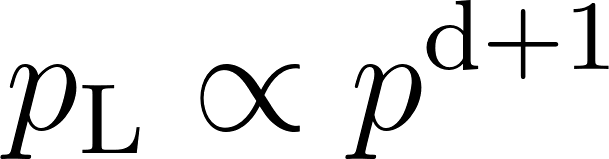 p_L ∝ p^{d+1}